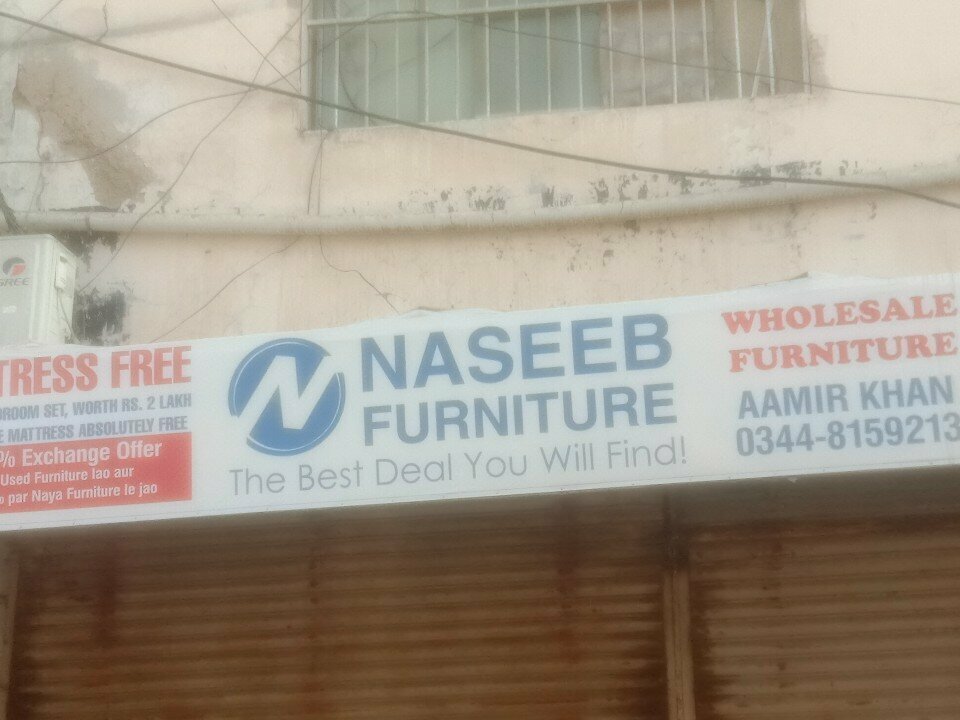 GREE
TRESS FREE
DROOM SET, WORTH RS. 2 LAKH
E MATTRESS ABSOLUTELY FREE
% Exchange Offer
Used Furniture lao aur
% par Naya Furniture le jao
N
NASEEB
FURNITURE
The Best Deal You Will Find!
WHOLESALE
FURNITURE
AAMIR KHAN
0344-8159213